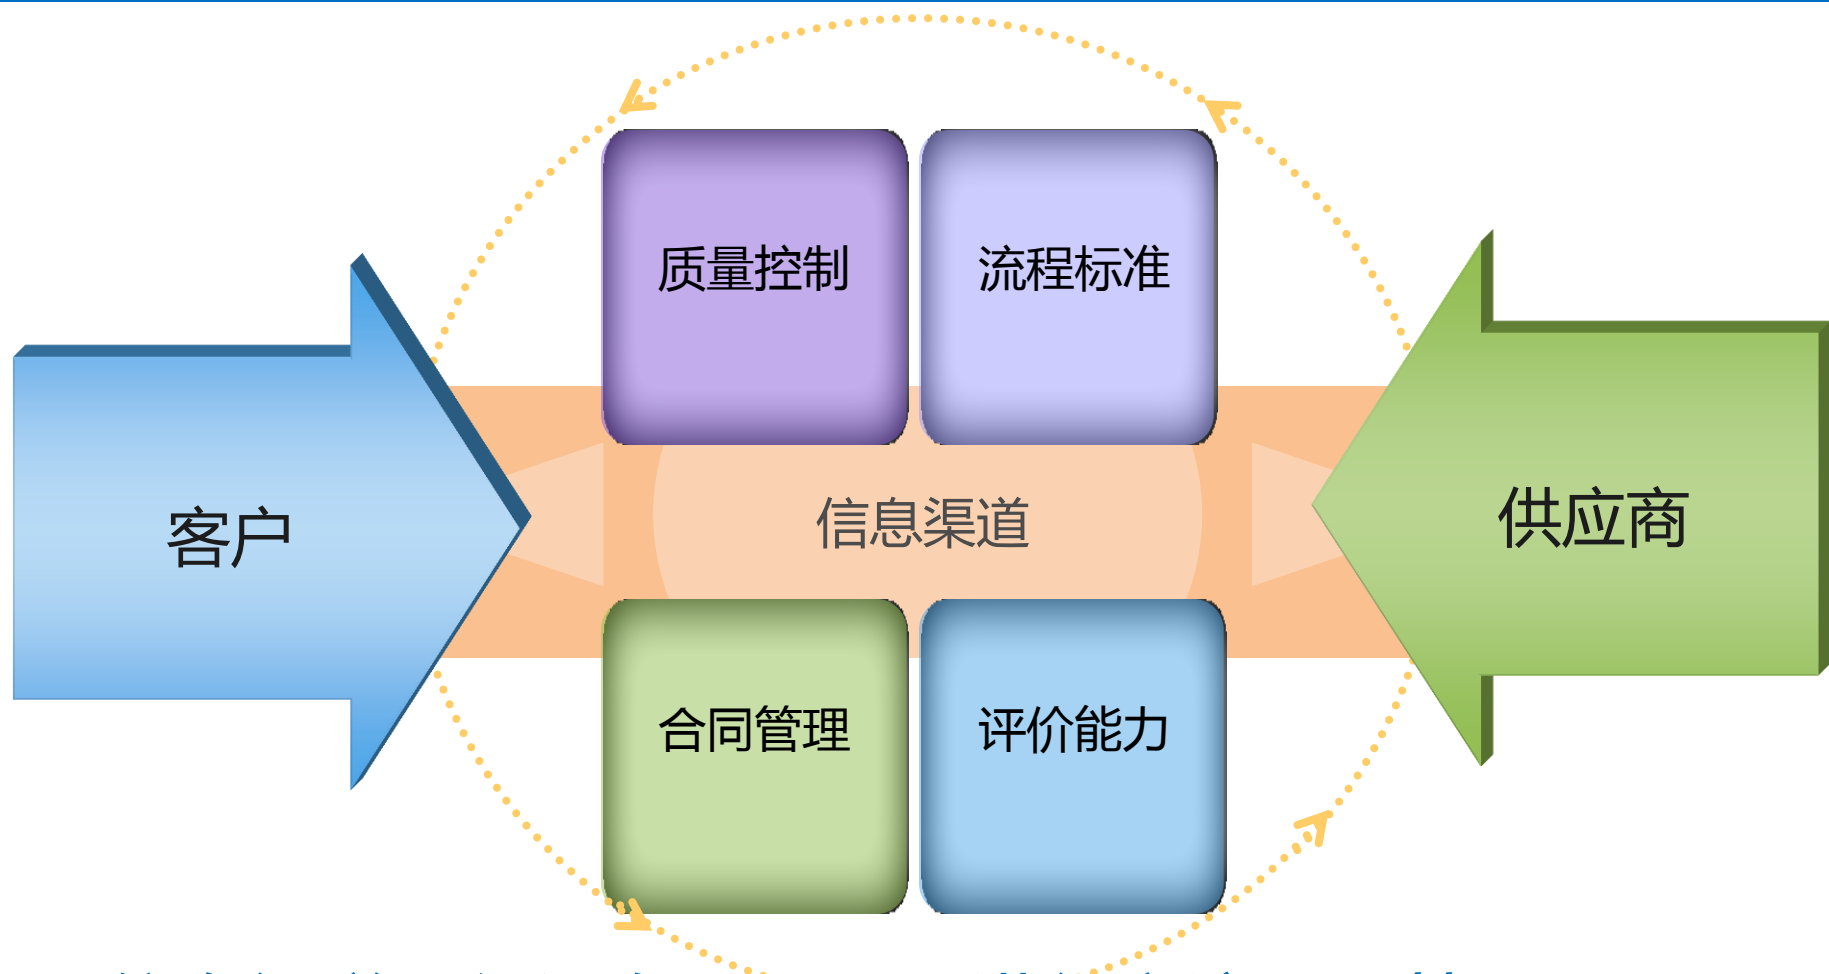 质量控制 流程标准
客户 信息渠道 供应商
合同管理 评价能力